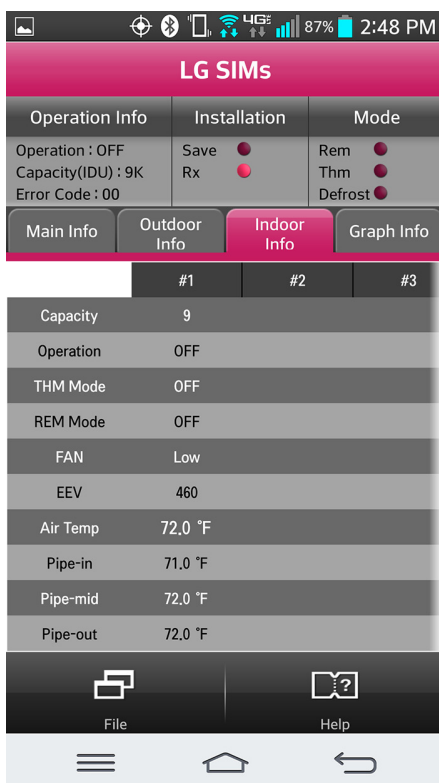 4G 87% 2:48 PM
LG SIMs
Operation Info Installation Mode
Operation : OFF Save Rem
Capacity(IDU) : 9K Rx Thm
Error Code : 00 Defrost
Main Info Outdoor Info Indoor Info Graph Info
#1 #2 #3
Capacity 9
Operation OFF
THM Mode OFF
REM Mode OFF
FAN Low
EEV 460
Air Temp 72.0 °F
Pipe-in 71.0 °F
Pipe-mid 72.0 °F
Pipe-out 72.0 °F
?
File Help